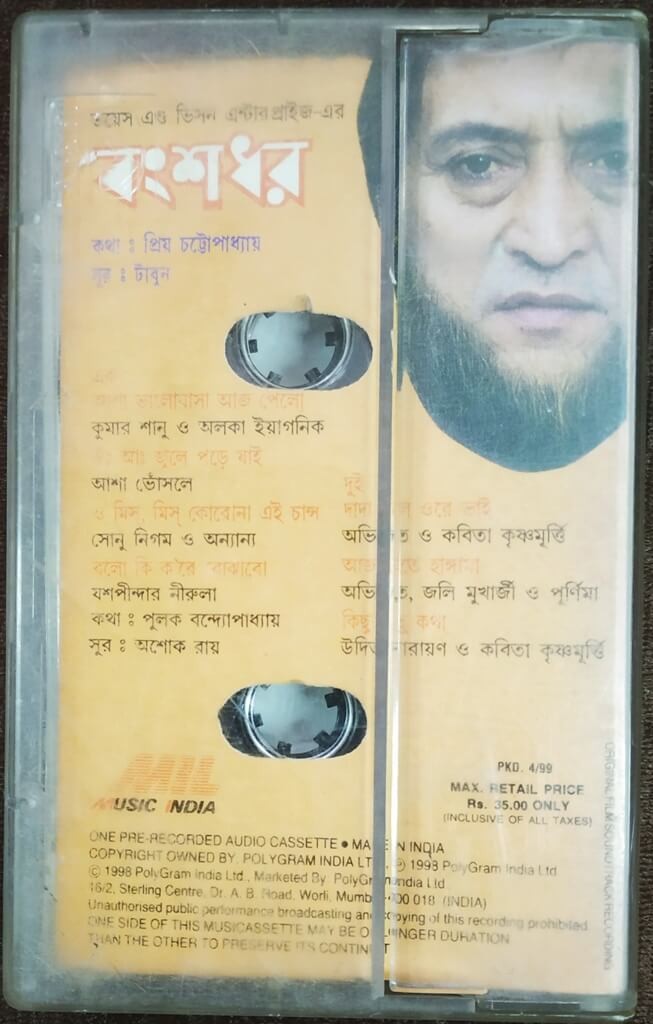 ভয়েস এণ্ড ভিসন এন্টারপ্রাইজ-এর
বংশধর
কথা : প্রিয় চট্টোপাধ্যায়
সুর : টাবুন
এক
আশা ভালোবাসা আজ পেলো
কুমার শানু ও অলকা ইয়াগনিক
আঃ জ্বলে পড়ে যাই
আশা ভোঁসলে
ও মিস, মিস্ কোরোনা এই চান্স
সোনু নিগম ও অন্যান্য
বলো কি ক'রে বোঝাবো
যশপীন্দার নীরুলা
কথা : পুলক বন্দ্যোপাধ্যায়
সুর : অশোক রায়
দুই
দাদা ওরে ভাই
ও কবিতা কৃষ্ণমূর্ত্তি
হাঙ্গামা
জলি মুখার্জী ও পূর্ণিমা
কিছু কথা
উদিত নারায়ণ ও কবিতা কৃষ্ণমূর্ত্তি
MIL
MUSIC INDIA
PKD. 4/99
MAX. RETAIL PRICE
Rs. 35.00 ONLY
(INCLUSIVE OF ALL TAXES)
ONE PRE-RECORDED AUDIO CASSETTE ● MADE IN INDIA
COPYRIGHT OWNED BY POLYGRAM INDIA LTD. ℗ 1998 PolyGram India Ltd.
© 1998 PolyGram India Ltd., Marketed By PolyGram India Ltd.
16/2, Sterling Centre, Dr. A. B. Road, Worli, Mumbai-400 018 (INDIA)
Unauthorised public performance broadcasting and copying of this recording prohibited
ONE SIDE OF THIS MUSICASSETTE MAY BE OF LONGER DURATION
THAN THE OTHER TO PRESERVE ITS CONTINUITY
ORIGINAL FILM SOUNDTRACK RECORDING